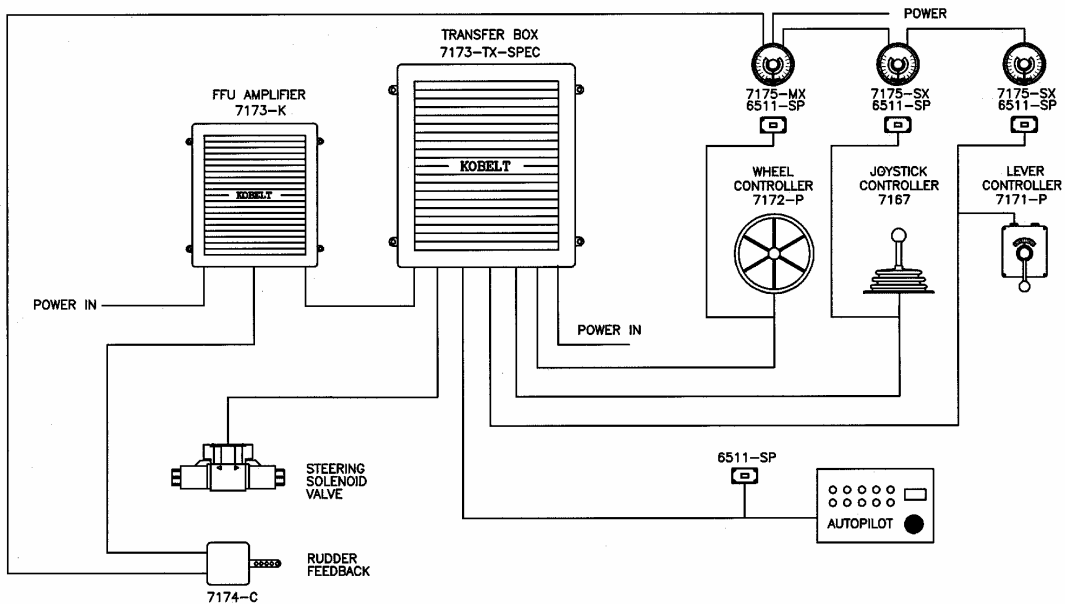 POWER
TRANSFER BOX
7173-TX-SPEC
FFU AMPLIFIER
7173-K
7175-MX
6511-SP
7175-SX
6511-SP
7175-SX
6511-SP
KOBELT
KOBELT
WHEEL
CONTROLLER
7172-P
JOYSTICK
CONTROLLER
7167
LEVER
CONTROLLER
7171-P
POWER IN
POWER IN
6511-SP
STEERING
SOLENOID
VALVE
AUTOPILOT
RUDDER
FEEDBACK
7174-C